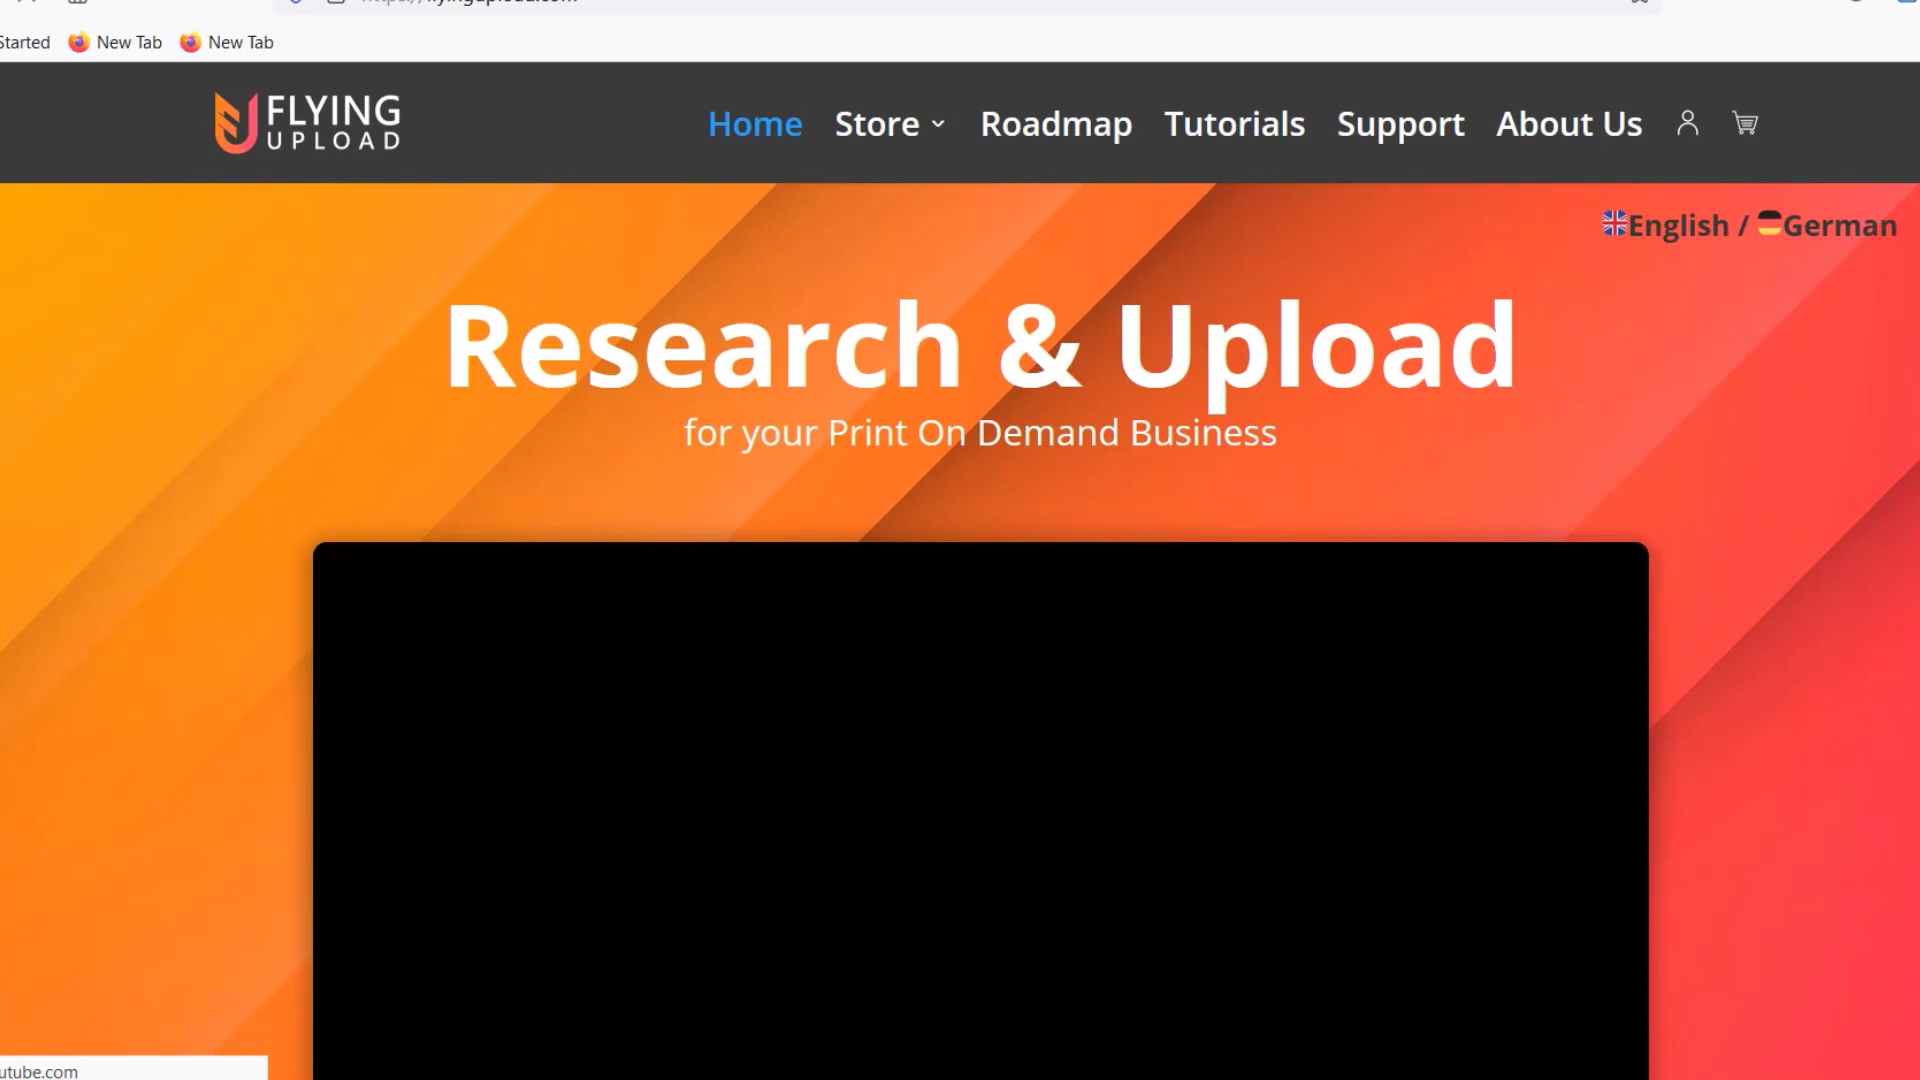 Started New Tab New Tab
FLYING
UPLOAD
Home Store Roadmap Tutorials Support About Us
English / German
Research & Upload
for your Print On Demand Business
utube.com